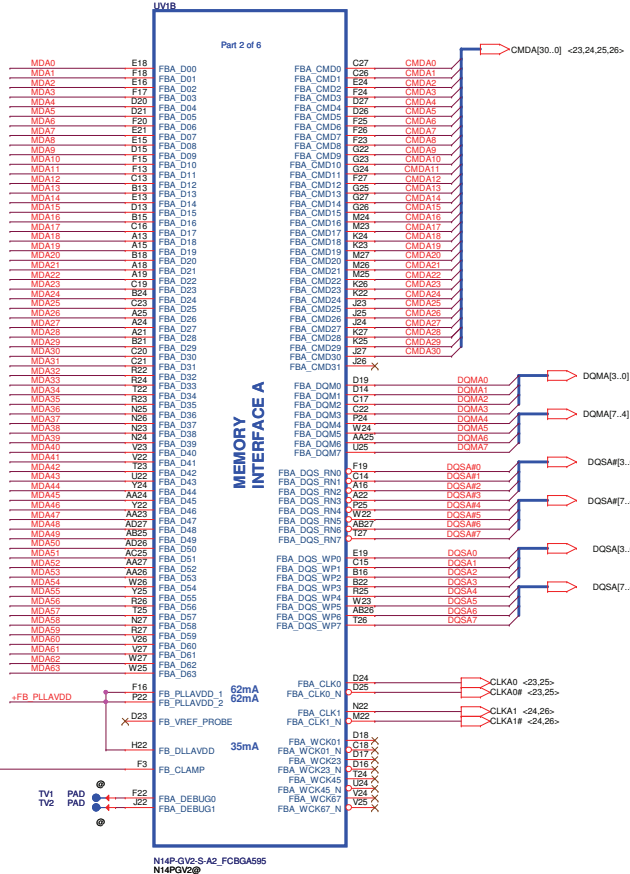 UV1B
Part 2 of 6
MDA0 E18 FBA_D00
MDA1 F18 FBA_D01
MDA2 E16 FBA_D02
MDA3 F17 FBA_D03
MDA4 D20 FBA_D04
MDA5 D21 FBA_D05
MDA6 F20 FBA_D06
MDA7 E21 FBA_D07
MDA8 E15 FBA_D08
MDA9 D15 FBA_D09
MDA10 F15 FBA_D10
MDA11 F13 FBA_D11
MDA12 C13 FBA_D12
MDA13 B13 FBA_D13
MDA14 E13 FBA_D14
MDA15 D13 FBA_D15
MDA16 B15 FBA_D16
MDA17 C16 FBA_D17
MDA18 A13 FBA_D18
MDA19 A15 FBA_D19
MDA20 B18 FBA_D20
MDA21 A18 FBA_D21
MDA22 A19 FBA_D22
MDA23 C19 FBA_D23
MDA24 B24 FBA_D24
MDA25 C23 FBA_D25
MDA26 A25 FBA_D26
MDA27 A24 FBA_D27
MDA28 A21 FBA_D28
MDA29 B21 FBA_D29
MDA30 C20 FBA_D30
MDA31 C21 FBA_D31
MDA32 R22 FBA_D32
MDA33 R24 FBA_D33
MDA34 T22 FBA_D34
MDA35 R23 FBA_D35
MDA36 N25 FBA_D36
MDA37 N26 FBA_D37
MDA38 N23 FBA_D38
MDA39 N24 FBA_D39
MDA40 V23 FBA_D40
MDA41 V22 FBA_D41
MDA42 T23 FBA_D42
MDA43 U22 FBA_D43
MDA44 Y24 FBA_D44
MDA45 AA24 FBA_D45
MDA46 Y22 FBA_D46
MDA47 AA23 FBA_D47
MDA48 AD27 FBA_D48
MDA49 AB25 FBA_D49
MDA50 AD26 FBA_D50
MDA51 AC25 FBA_D51
MDA52 AA27 FBA_D52
MDA53 AA26 FBA_D53
MDA54 W26 FBA_D54
MDA55 Y25 FBA_D55
MDA56 R26 FBA_D56
MDA57 T25 FBA_D57
MDA58 N27 FBA_D58
MDA59 R27 FBA_D59
MDA60 V26 FBA_D60
MDA61 V27 FBA_D61
MDA62 W27 FBA_D62
MDA63 W25 FBA_D63
+FB_PLLAVDD
F16 FB_PLLAVDD_1 62mA
P22 FB_PLLAVDD_2 62mA
D23 FB_VREF_PROBE
H22 FB_DLLAVDD 35mA
F3 FB_CLAMP
@
TV1 PAD F22 FBA_DEBUG0
TV2 PAD J22 FBA_DEBUG1
@
MEMORY
INTERFACE A
FBA_CMD0 C27 CMDA0
FBA_CMD1 C26 CMDA1
FBA_CMD2 E24 CMDA2
FBA_CMD3 F24 CMDA3
FBA_CMD4 D27 CMDA4
FBA_CMD5 D26 CMDA5
FBA_CMD6 F25 CMDA6
FBA_CMD7 F26 CMDA7
FBA_CMD8 F23 CMDA8
FBA_CMD9 G22 CMDA9
FBA_CMD10 G23 CMDA10
FBA_CMD11 G24 CMDA11
FBA_CMD12 F27 CMDA12
FBA_CMD13 G25 CMDA13
FBA_CMD14 G27 CMDA14
FBA_CMD15 G26 CMDA15
FBA_CMD16 M24 CMDA16
FBA_CMD17 M23 CMDA17
FBA_CMD18 K24 CMDA18
FBA_CMD19 K23 CMDA19
FBA_CMD20 M27 CMDA20
FBA_CMD21 M26 CMDA21
FBA_CMD22 M25 CMDA22
FBA_CMD23 K26 CMDA23
FBA_CMD24 K22 CMDA24
FBA_CMD25 J23 CMDA25
FBA_CMD26 J25 CMDA26
FBA_CMD27 J24 CMDA27
FBA_CMD28 K27 CMDA28
FBA_CMD29 K25 CMDA29
FBA_CMD30 J27 CMDA30
FBA_CMD31 J26
CMDA[30..0] <23,24,25,26>
FBA_DQM0 D19 DQMA0
FBA_DQM1 D14 DQMA1
FBA_DQM2 C17 DQMA2
FBA_DQM3 C22 DQMA3
FBA_DQM4 P24 DQMA4
FBA_DQM5 W24 DQMA5
FBA_DQM6 AA25 DQMA6
FBA_DQM7 U25 DQMA7
DQMA[3..0]
DQMA[7..4]
FBA_DQS_RN0 F19 DQSA#0
FBA_DQS_RN1 C14 DQSA#1
FBA_DQS_RN2 A16 DQSA#2
FBA_DQS_RN3 A22 DQSA#3
FBA_DQS_RN4 P25 DQSA#4
FBA_DQS_RN5 W22 DQSA#5
FBA_DQS_RN6 AB27 DQSA#6
FBA_DQS_RN7 T27 DQSA#7
DQSA#[3..
DQSA#[7..
FBA_DQS_WP0 E19 DQSA0
FBA_DQS_WP1 C15 DQSA1
FBA_DQS_WP2 B16 DQSA2
FBA_DQS_WP3 B22 DQSA3
FBA_DQS_WP4 R25 DQSA4
FBA_DQS_WP5 W23 DQSA5
FBA_DQS_WP6 AB26 DQSA6
FBA_DQS_WP7 T26 DQSA7
DQSA[3..
DQSA[7..
FBA_CLK0 D24 CLKA0 <23,25>
FBA_CLK0_N D25 CLKA0# <23,25>
FBA_CLK1 N22 CLKA1 <24,26>
FBA_CLK1_N M22 CLKA1# <24,26>
FBA_WCK01 D18
FBA_WCK01_N C18
FBA_WCK23 D17
FBA_WCK23_N D16
FBA_WCK45 T24
FBA_WCK45_N U24
FBA_WCK67 V24
FBA_WCK67_N V25
N14P-GV2-S-A2_FCBGA595
N14PGV2@